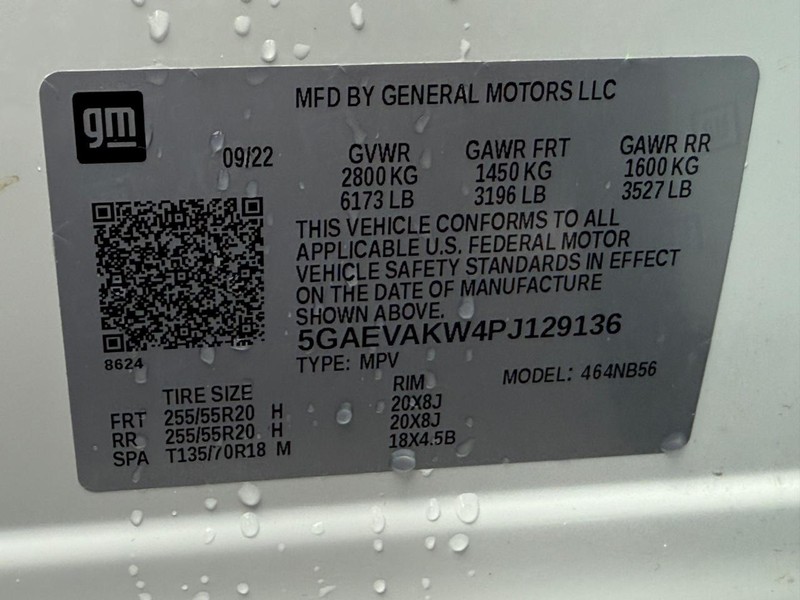 gm
MFD BY GENERAL MOTORS LLC
09/22
GVWR GAWR FRT GAWR RR
2800 KG 1450 KG 1600 KG
6173 LB 3196 LB 3527 LB
THIS VEHICLE CONFORMS TO ALL
APPLICABLE U.S. FEDERAL MOTOR
VEHICLE SAFETY STANDARDS IN EFFECT
ON THE DATE OF MANUFACTURE
SHOWN ABOVE.
5GAEVAKW4PJ129136
8624
TYPE: MPV MODEL: 464NB56
TIRE SIZE RIM
FRT 255/55R20 H 20X8J
RR 255/55R20 H 20X8J
SPA T135/70R18 M 18X4.5B